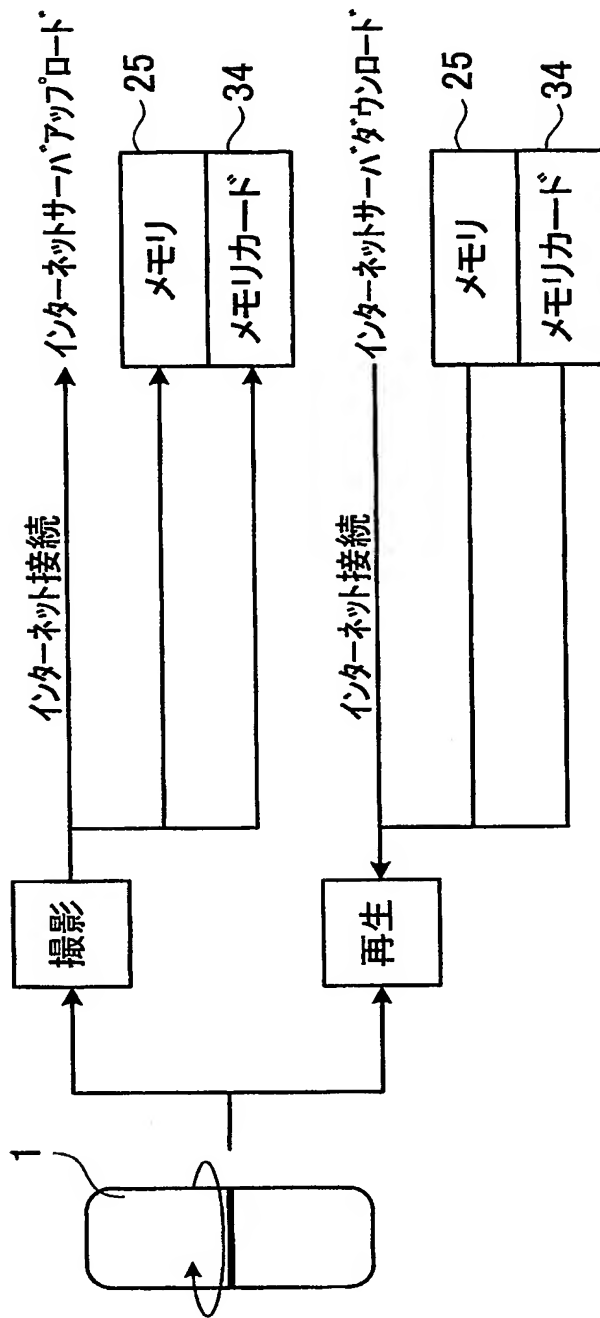 1
撮影
インターネット接続
インターネットサーバアップロード
メモリ
25
メモリカード
34
再生
インターネット接続
インターネットサーバダウンロード
メモリ
25
メモリカード
34